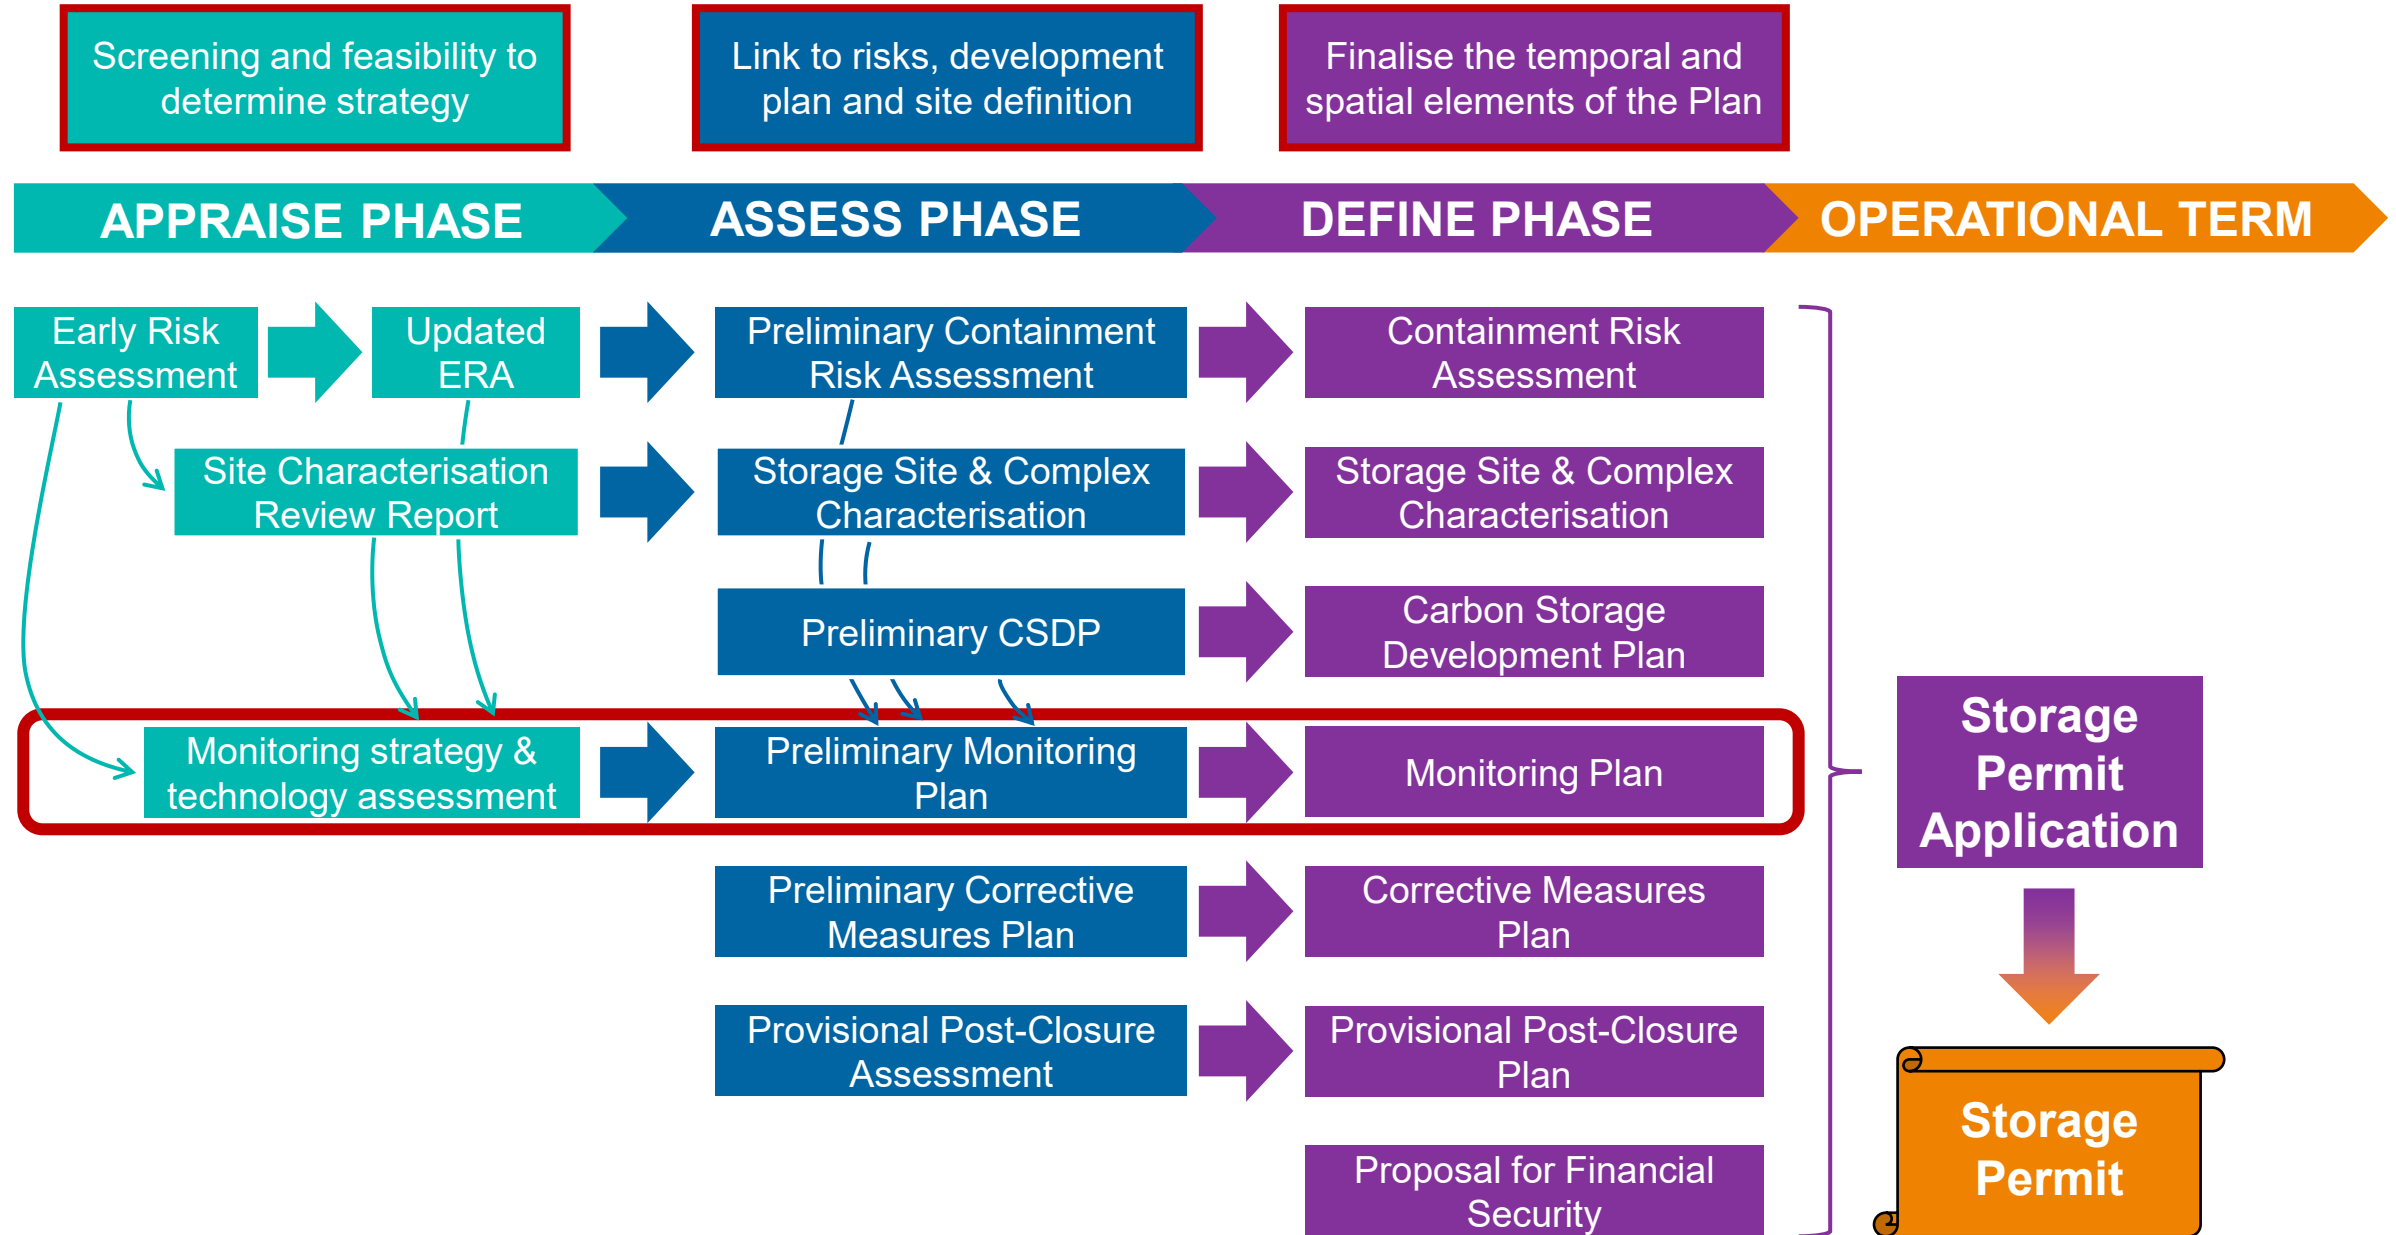 Screening and feasibility to
determine strategy
Link to risks, development
plan and site definition
Finalise the temporal and
spatial elements of the Plan
APPRAISE PHASE
ASSESS PHASE
DEFINE PHASE
OPERATIONAL TERM
Early Risk
Assessment
Updated
ERA
Preliminary Containment
Risk Assessment
Containment Risk
Assessment
Site Characterisation
Review Report
Storage Site & Complex
Characterisation
Storage Site & Complex
Characterisation
Preliminary CSDP
Carbon Storage
Development Plan
Monitoring strategy &
technology assessment
Preliminary Monitoring
Plan
Monitoring Plan
Storage
Permit
Application
Preliminary Corrective
Measures Plan
Corrective Measures
Plan
Provisional Post-Closure
Assessment
Provisional Post-Closure
Plan
Proposal for Financial
Security
Storage
Permit